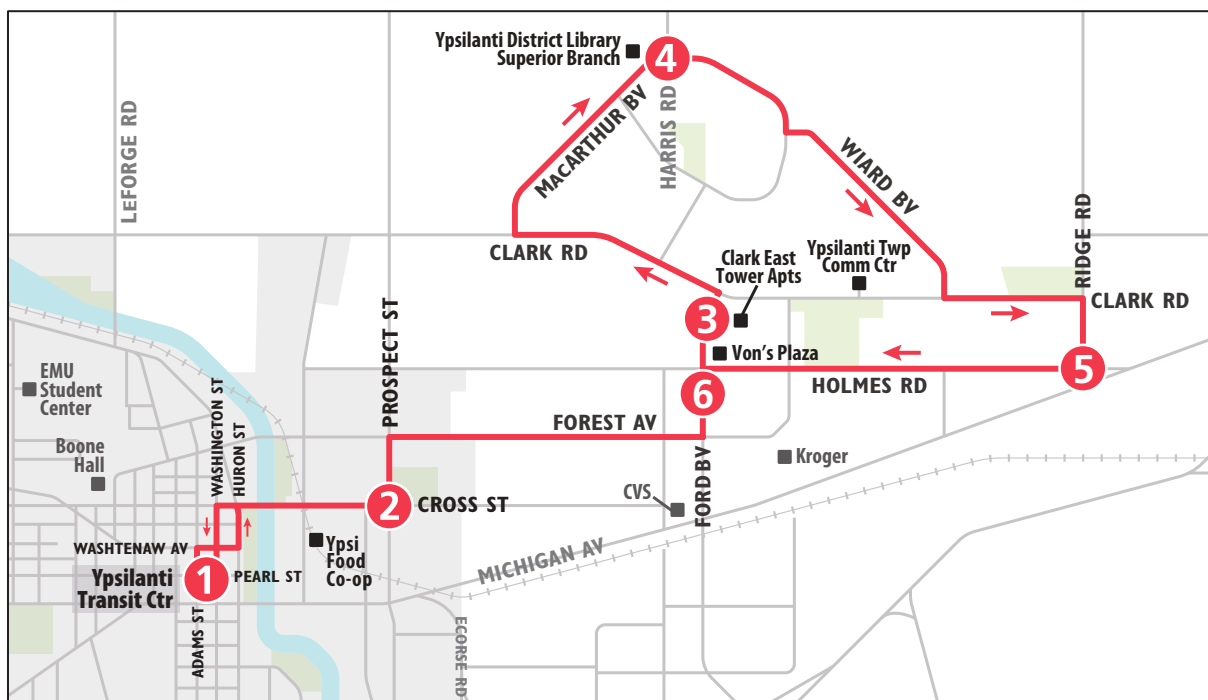 Ypsilanti District Library
Superior Branch
4
LEFORGE RD
MACARTHUR BV
HARRIS RD
WIARD BV
RIDGE RD
CLARK RD
Clark East
Tower Apts
Ypsilanti Twp
Comm Ctr
CLARK RD
3
Von's Plaza
PROSPECT ST
EMU
Student
Center
HOLMES RD
5
6
WASHINGTON ST
HURON ST
FOREST AV
Boone
Hall
Kroger
CVS
FORD BV
2
CROSS ST
WASHTENAW AV
Ypsi
Food
Co-op
MICHIGAN AV
Ypsilanti
Transit Ctr
1
PEARL ST
ADAMS ST
ECORSE RD